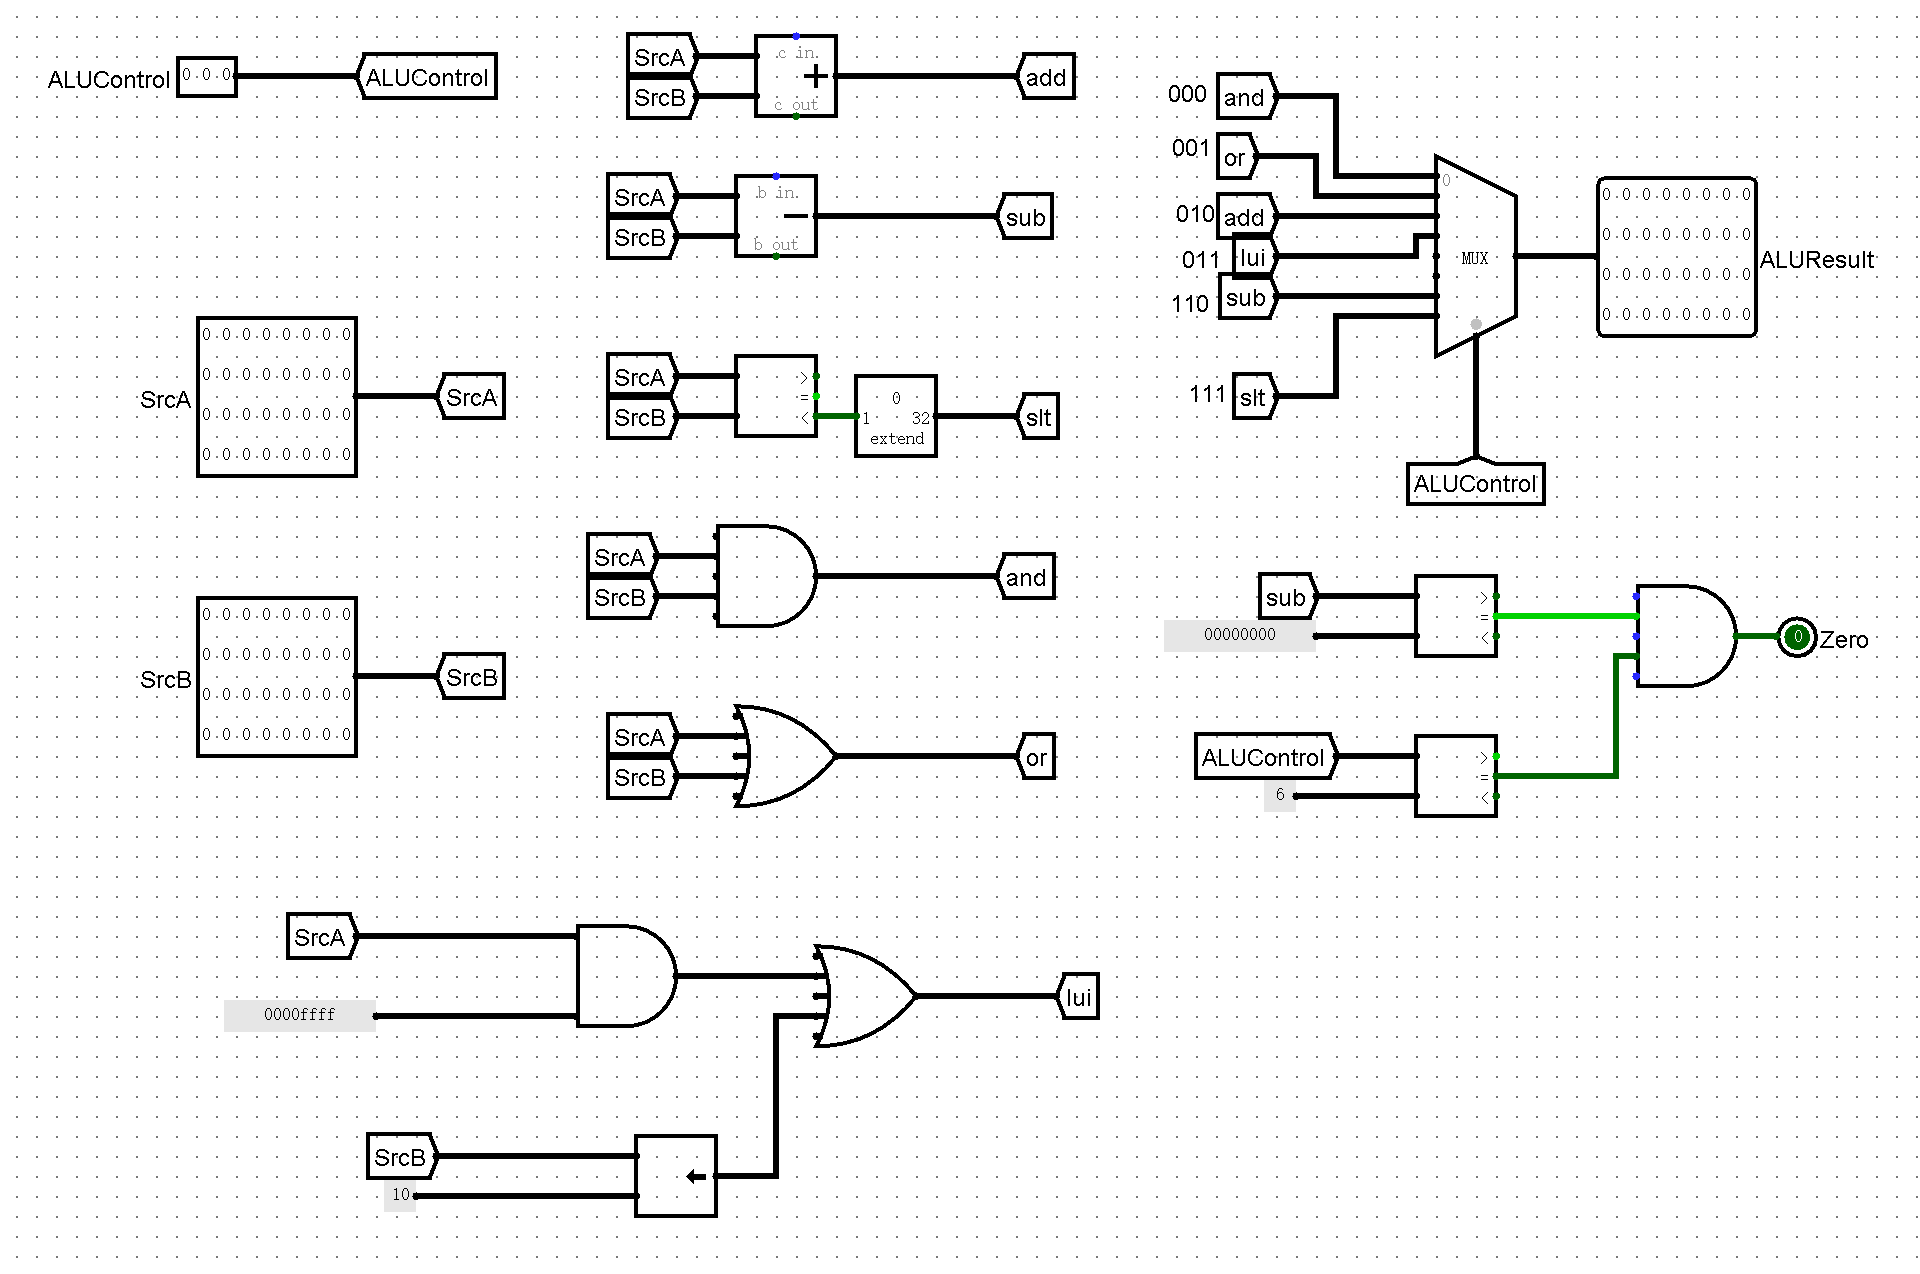 ALUControl
0 0 0
ALUControl
SrcA
SrcB
c in
+
c out
add
SrcA
SrcB
b in
−
b out
sub
SrcA
0 0 0 0 0 0 0 0
0 0 0 0 0 0 0 0
0 0 0 0 0 0 0 0
0 0 0 0 0 0 0 0
SrcA
SrcA
SrcB
>
=
<
0
1 32
extend
slt
SrcB
0 0 0 0 0 0 0 0
0 0 0 0 0 0 0 0
0 0 0 0 0 0 0 0
0 0 0 0 0 0 0 0
SrcB
SrcA
SrcB
and
SrcA
SrcB
or
SrcA
0000ffff
SrcB
10
lui
000 and
001 or
010 add
011 lui
110 sub
111 slt
0
MUX
ALUControl
0 0 0 0 0 0 0 0
0 0 0 0 0 0 0 0
0 0 0 0 0 0 0 0
0 0 0 0 0 0 0 0
ALUResult
sub
00000000
>
=
<
ALUControl
6
>
=
<
0
Zero